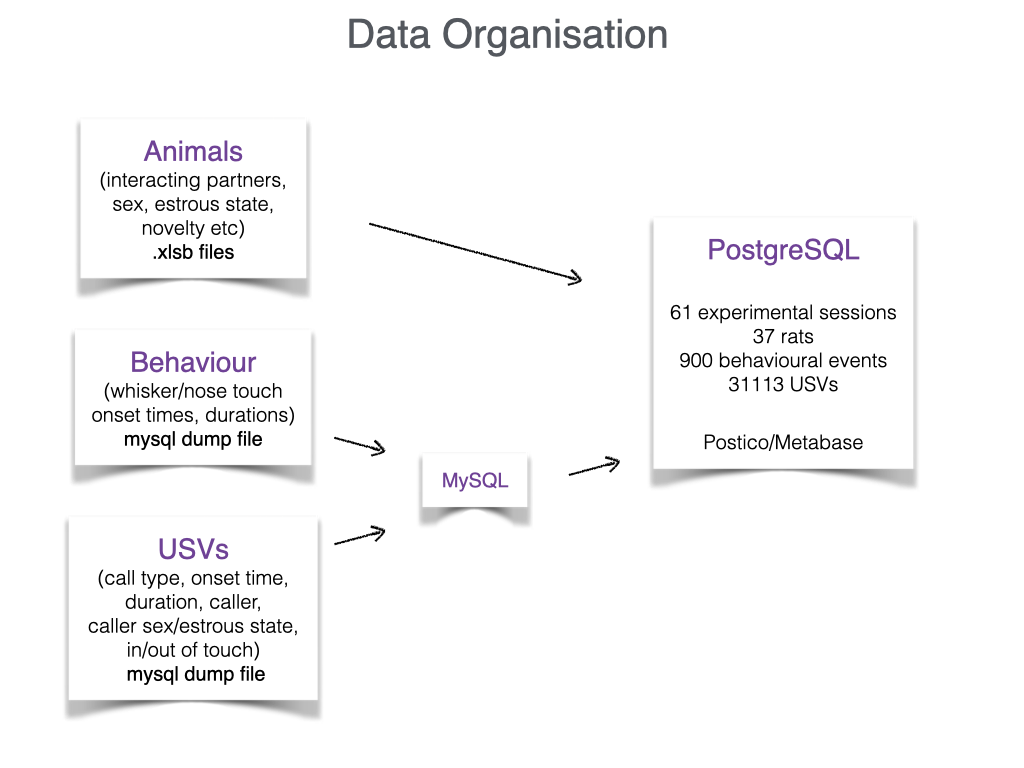 Data Organisation
Animals
(interacting partners,
sex, estrous state,
novelty etc)
.xlsb files
Behaviour
(whisker/nose touch
onset times, durations)
mysql dump file
USVs
(call type, onset time,
duration, caller,
caller sex/estrous state,
in/out of touch)
mysql dump file
MySQL
PostgreSQL
61 experimental sessions
37 rats
900 behavioural events
31113 USVs
Postico/Metabase